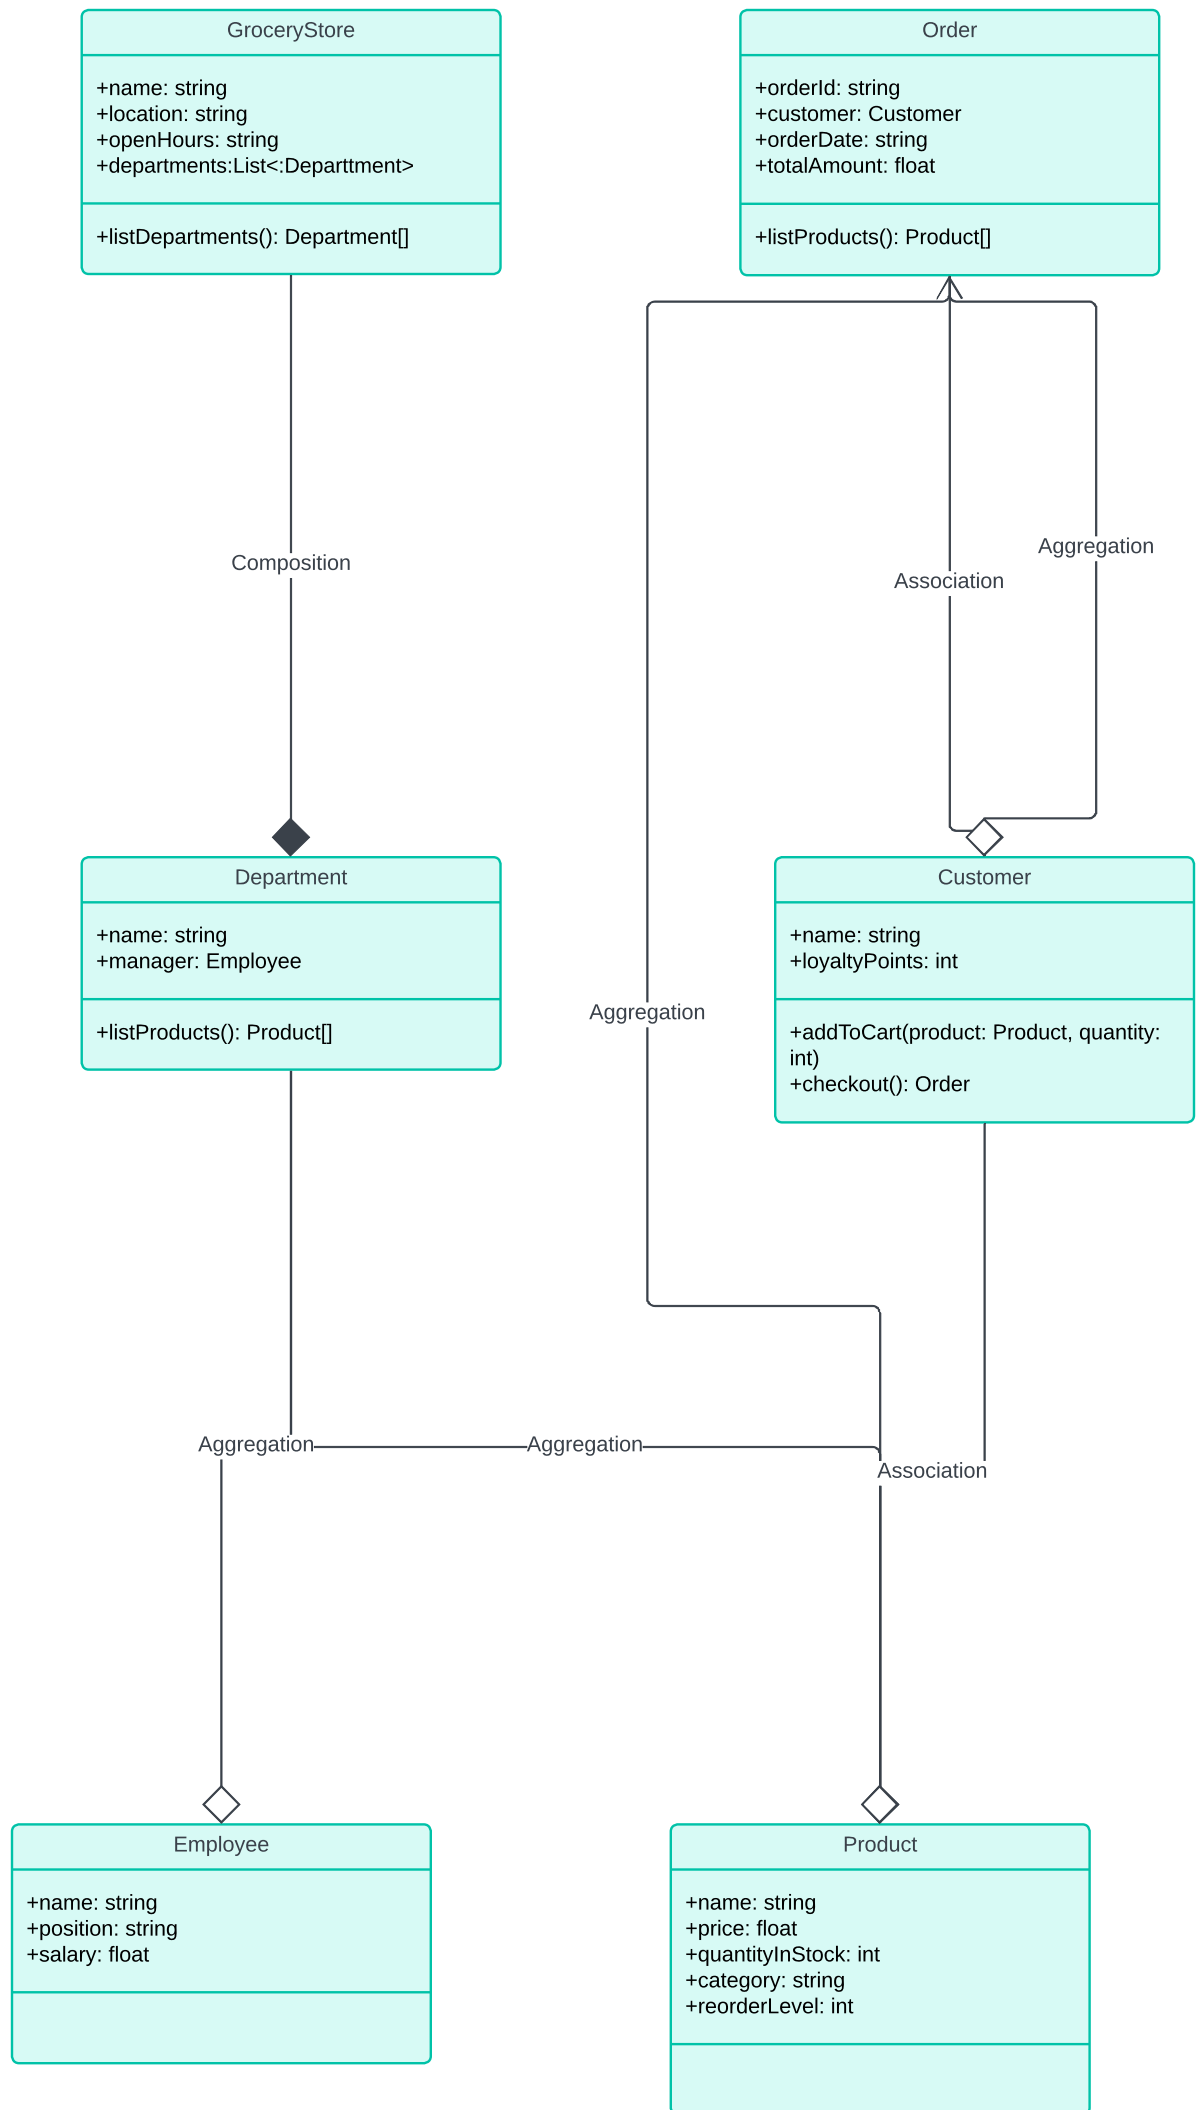 GroceryStore
+name: string
+location: string
+openHours: string
+departments:List<:Departtment>
+listDepartments(): Department[]
Order
+orderId: string
+customer: Customer
+orderDate: string
+totalAmount: float
+listProducts(): Product[]
Composition
Association
Aggregation
Department
+name: string
+manager: Employee
+listProducts(): Product[]
Aggregation
Customer
+name: string
+loyaltyPoints: int
+addToCart(product: Product, quantity:
int)
+checkout(): Order
Aggregation
Aggregation
Association
Employee
+name: string
+position: string
+salary: float
Product
+name: string
+price: float
+quantityInStock: int
+category: string
+reorderLevel: int